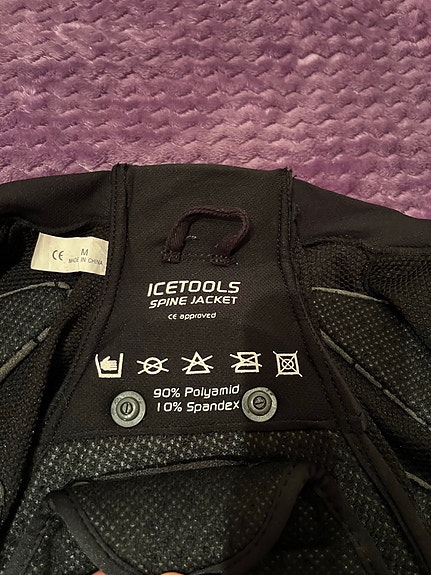 CE M
MADE IN CHINA
ICETOOLS
SPINE JACKET
CE approved
90% Polyamid
10% Spandex